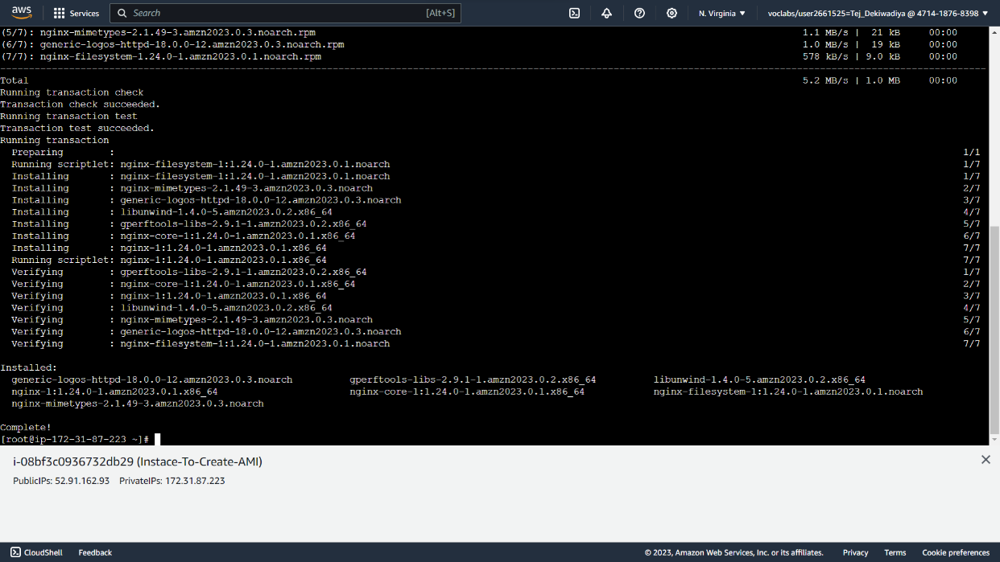 aws Services Search [Alt+S] N. Virginia ▼ voclabs/user2661525=Tej_Dekiwadiya @ 4714-1876-8398 ▼
(5/7): nginx-mimetypes-2.1.49-3.amzn2023.0.3.noarch.rpm 1.1 MB/s | 21 kB 00:00
(6/7): generic-logos-httpd-18.0.0-12.amzn2023.0.3.noarch.rpm 1.0 MB/s | 19 kB 00:00
(7/7): nginx-filesystem-1.24.0-1.amzn2023.0.1.noarch.rpm 578 kB/s | 9.0 kB 00:00
Total 5.2 MB/s | 1.0 MB 00:00
Running transaction check
Transaction check succeeded.
Running transaction test
Transaction test succeeded.
Running transaction
Preparing : 1/1
Running scriptlet: nginx-filesystem-1:1.24.0-1.amzn2023.0.1.noarch 1/7
Installing : nginx-filesystem-1:1.24.0-1.amzn2023.0.1.noarch 1/7
Installing : nginx-mimetypes-2.1.49-3.amzn2023.0.3.noarch 2/7
Installing : generic-logos-httpd-18.0.0-12.amzn2023.0.3.noarch 3/7
Installing : libunwind-1.4.0-5.amzn2023.0.2.x86_64 4/7
Installing : gperftools-libs-2.9.1-1.amzn2023.0.2.x86_64 5/7
Installing : nginx-core-1:1.24.0-1.amzn2023.0.1.x86_64 6/7
Installing : nginx-1:1.24.0-1.amzn2023.0.1.x86_64 7/7
Running scriptlet: nginx-1:1.24.0-1.amzn2023.0.1.x86_64 7/7
Verifying : gperftools-libs-2.9.1-1.amzn2023.0.2.x86_64 1/7
Verifying : nginx-core-1:1.24.0-1.amzn2023.0.1.x86_64 2/7
Verifying : nginx-1:1.24.0-1.amzn2023.0.1.x86_64 3/7
Verifying : libunwind-1.4.0-5.amzn2023.0.2.x86_64 4/7
Verifying : nginx-mimetypes-2.1.49-3.amzn2023.0.3.noarch 5/7
Verifying : generic-logos-httpd-18.0.0-12.amzn2023.0.3.noarch 6/7
Verifying : nginx-filesystem-1:1.24.0-1.amzn2023.0.1.noarch 7/7
Installed:
generic-logos-httpd-18.0.0-12.amzn2023.0.3.noarch gperftools-libs-2.9.1-1.amzn2023.0.2.x86_64 libunwind-1.4.0-5.amzn2023.0.2.x86_64
nginx-1:1.24.0-1.amzn2023.0.1.x86_64 nginx-core-1:1.24.0-1.amzn2023.0.1.x86_64 nginx-filesystem-1:1.24.0-1.amzn2023.0.1.noarch
nginx-mimetypes-2.1.49-3.amzn2023.0.3.noarch
Complete!
[root@ip-172-31-87-223 ~]#
i-08bf3c0936732db29 (Instace-To-Create-AMI)
PublicIPs: 52.91.162.93 PrivateIPs: 172.31.87.223
CloudShell Feedback © 2023, Amazon Web Services, Inc. or its affiliates. Privacy Terms Cookie preferences